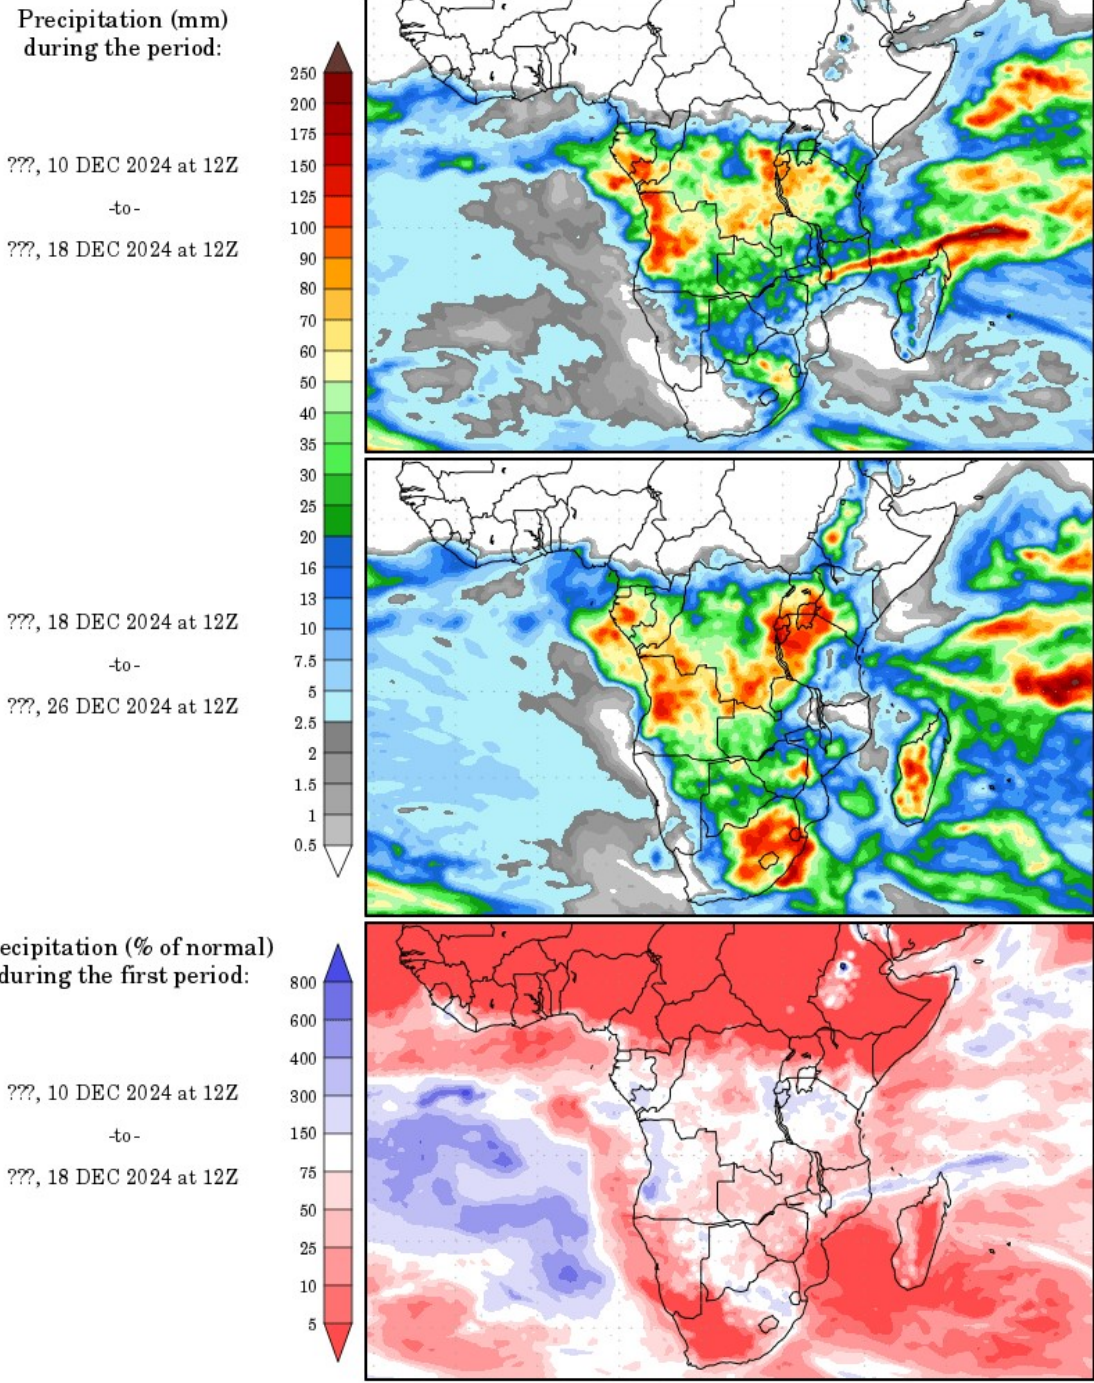 Precipitation (mm)
during the period:
???, 10 DEC 2024 at 12Z
-to-
???, 18 DEC 2024 at 12Z
250
200
175
150
125
100
90
80
70
60
50
40
35
30
25
20
16
13
10
7.5
5
2.5
2
1.5
1
0.5
???, 18 DEC 2024 at 12Z
-to-
???, 26 DEC 2024 at 12Z
ecipitation (% of normal)
during the first period:
???, 10 DEC 2024 at 12Z
-to-
???, 18 DEC 2024 at 12Z
800
600
400
300
150
75
50
25
10
5